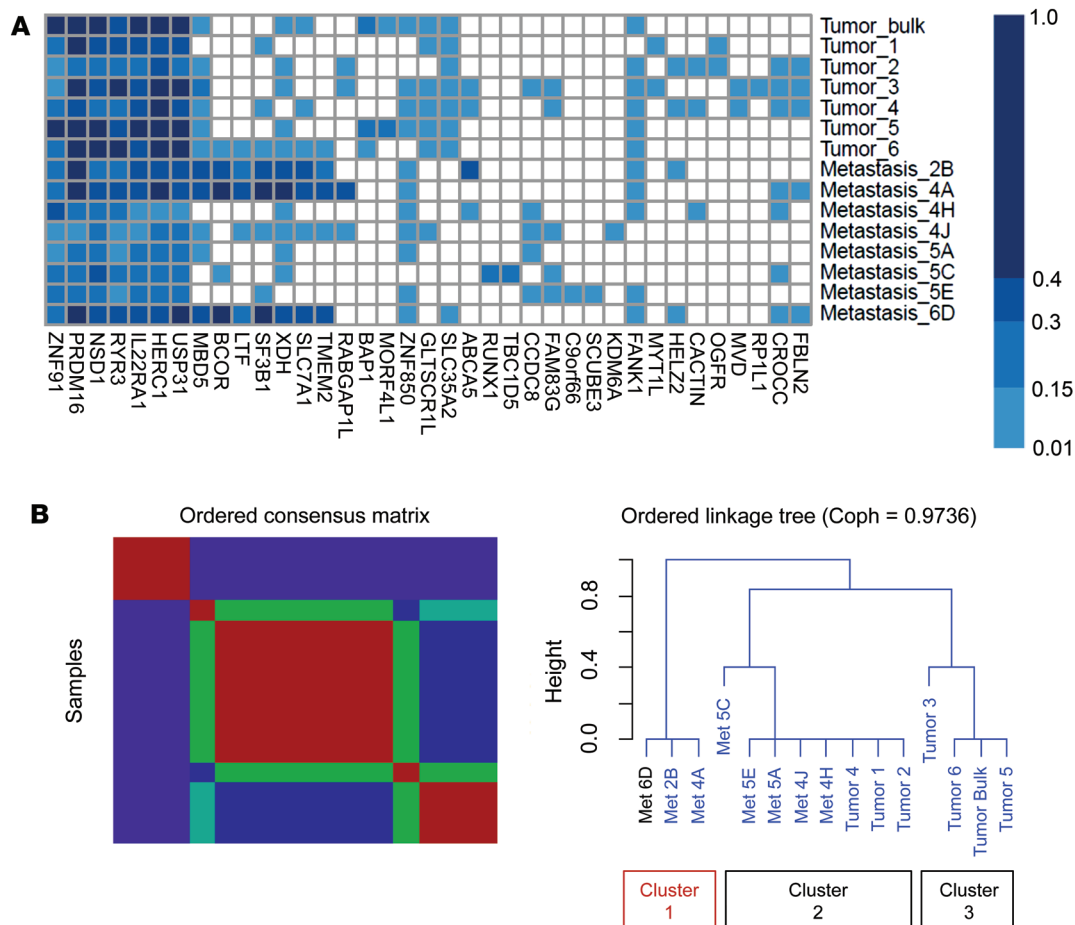 A
Tumor_bulk
Tumor_1
Tumor_2
Tumor_3
Tumor_4
Tumor_5
Tumor_6
Metastasis_2B
Metastasis_4A
Metastasis_4H
Metastasis_4J
Metastasis_5A
Metastasis_5C
Metastasis_5E
Metastasis_6D
1.0
0.4
0.3
0.15
0.01
ZNF91
PRDM16
NSD1
RYR3
IL22RA1
HERC1
USP31
MBD5
BCOR
LTF
SF3B1
XDH
SLC7A1
TMEM2
RABGAP1L
BAP1
MORF4L1
ZNF850
GLTSCR1L
SLC35A2
ABCA5
RUNX1
TBC1D5
CCDC8
FAM83G
C9orf66
SCUBE3
KDM6A
FANK1
MYT1L
HELZ2
CACTIN
OGFR
MVD
RP1L1
CROCC
FBLN2
B
Ordered consensus matrix
Samples
Ordered linkage tree (Coph = 0.9736)
Height
0.8
0.4
0.0
Met 6D
Met 2B
Met 4A
Met 5C
Met 5E
Met 5A
Met 4J
Met 4H
Tumor 4
Tumor 1
Tumor 2
Tumor 3
Tumor 6
Tumor Bulk
Tumor 5
Cluster
1
Cluster
2
Cluster
3